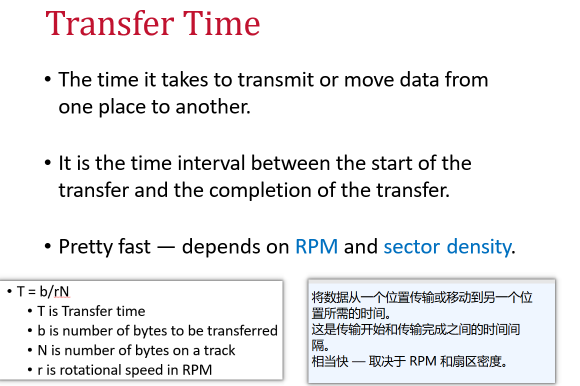 Transfer Time
• The time it takes to transmit or move data from
one place to another.
• It is the time interval between the start of the
transfer and the completion of the transfer.
• Pretty fast — depends on RPM and sector density.
• T = b/rN
• T is Transfer time
• b is number of bytes to be transferred
• N is number of bytes on a track
• r is rotational speed in RPM
将数据从一个位置传输或移动到另一个位
置所需的时间。
这是传输开始和传输完成之间的时间间
隔。
相当快 — 取决于 RPM 和扇区密度。